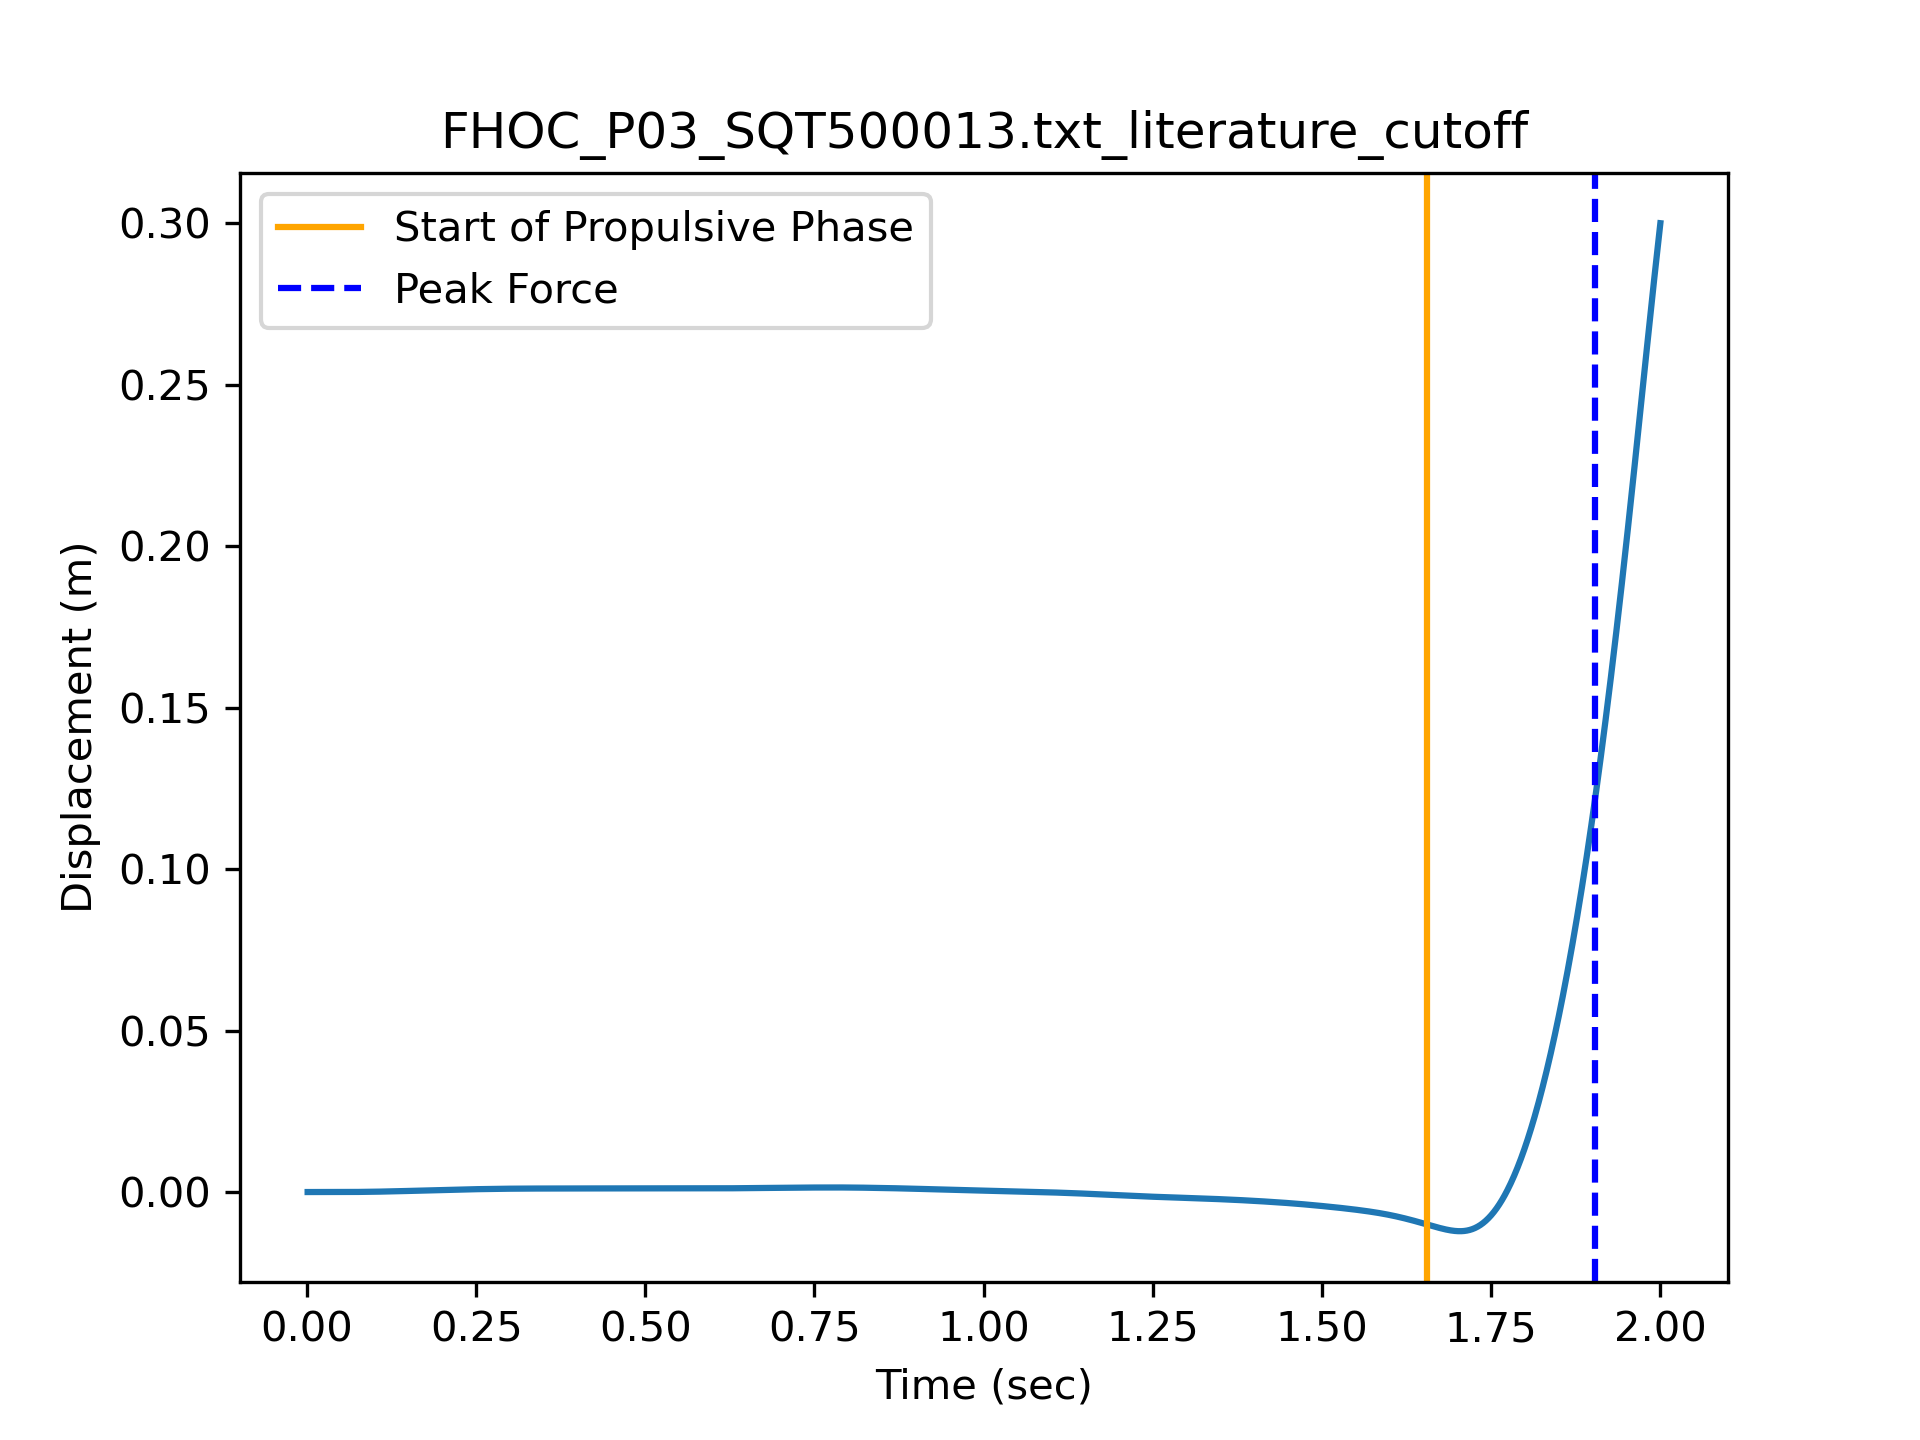 FHOC_P03_SQT500013.txt_literature_cutoff
Start of Propulsive Phase
Peak Force
0.30
0.25
0.20
0.15
0.10
0.05
0.00
Displacement (m)
0.00 0.25 0.50 0.75 1.00 1.25 1.50 1.75 2.00
Time (sec)